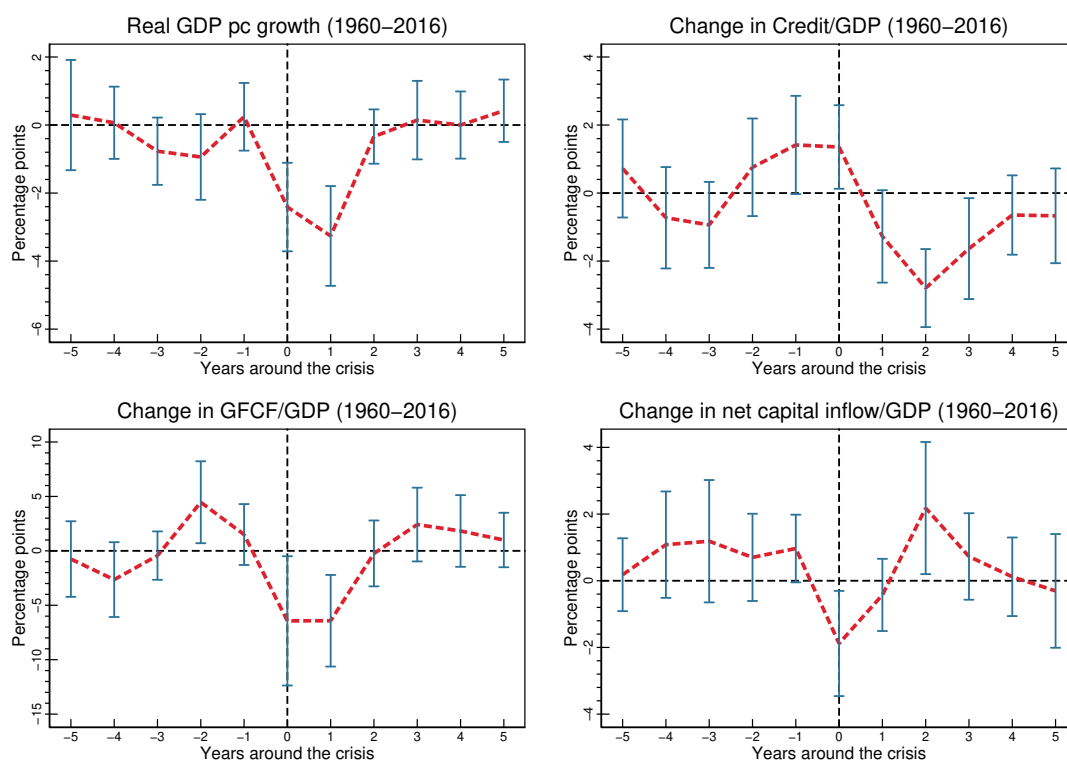 Real GDP pc growth (1960−2016)
Percentage points
2
0
−2
−4
−6
−5 −4 −3 −2 −1 0 1 2 3 4 5
Years around the crisis
Change in Credit/GDP (1960−2016)
Percentage points
4
2
0
−2
−4
−5 −4 −3 −2 −1 0 1 2 3 4 5
Years around the crisis
Change in GFCF/GDP (1960−2016)
Percentage points
10
5
0
−5
−10
−15
−5 −4 −3 −2 −1 0 1 2 3 4 5
Years around the crisis
Change in net capital inflow/GDP (1960−2016)
Percentage points
4
2
0
−2
−4
−5 −4 −3 −2 −1 0 1 2 3 4 5
Years around the crisis